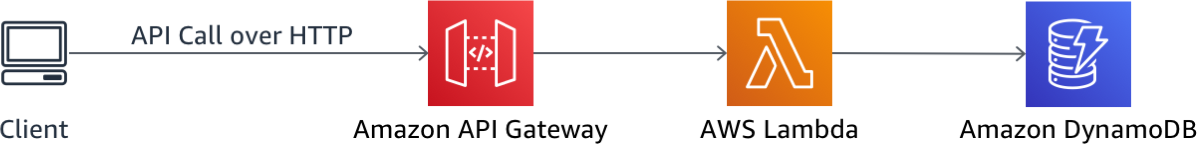 API Call over HTTP
</>
Client
Amazon API Gateway
AWS Lambda
Amazon DynamoDB